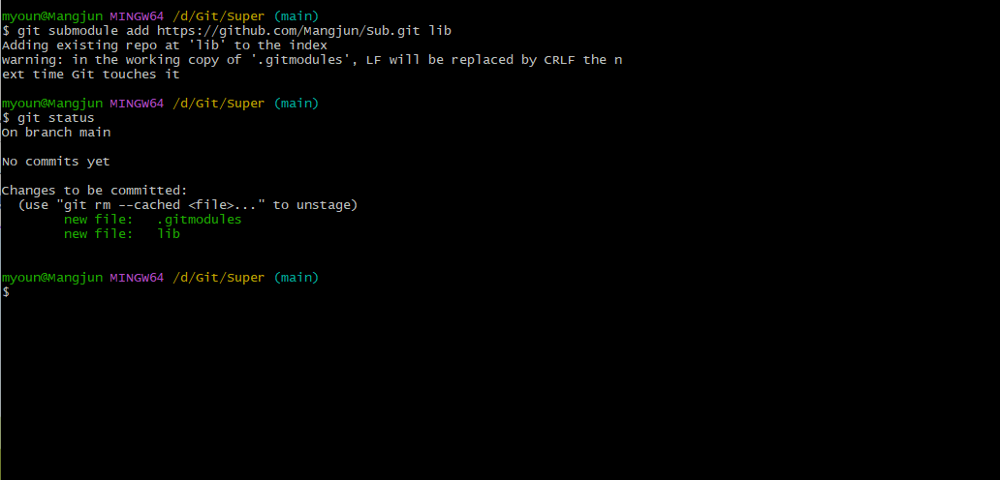 myoun@Mangjun MINGW64 /d/Git/Super (main)
$ git submodule add https://github.com/Mangjun/Sub.git lib
Adding existing repo at 'lib' to the index
warning: in the working copy of '.gitmodules', LF will be replaced by CRLF the n
ext time Git touches it
myoun@Mangjun MINGW64 /d/Git/Super (main)
$ git status
On branch main
No commits yet
Changes to be committed:
(use "git rm --cached <file>..." to unstage)
new file: .gitmodules
new file: lib
myoun@Mangjun MINGW64 /d/Git/Super (main)
$